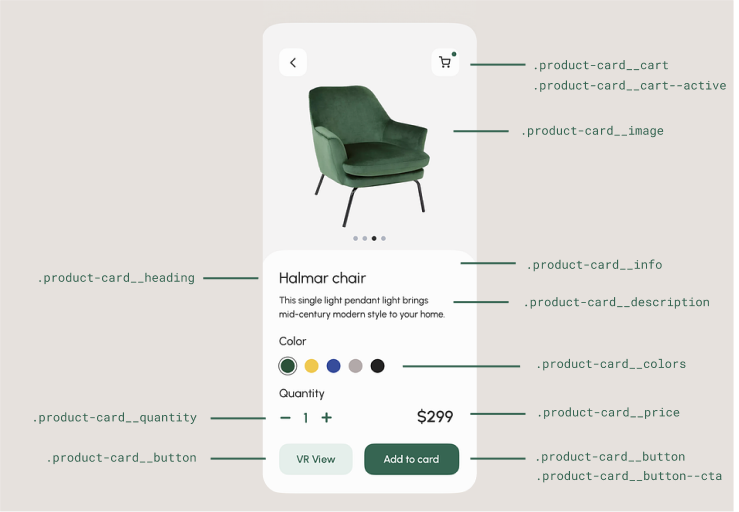 .product-card__cart
.product-card__cart--active
.product-card__image
.product-card__info
.product-card__heading
Halmar chair
This single light pendant light brings
mid-century modern style to your home.
.product-card__description
Color
.product-card__colors
Quantity
.product-card__quantity
1
$299
.product-card__price
.product-card__button
VR View
Add to card
.product-card__button
.product-card__button--cta